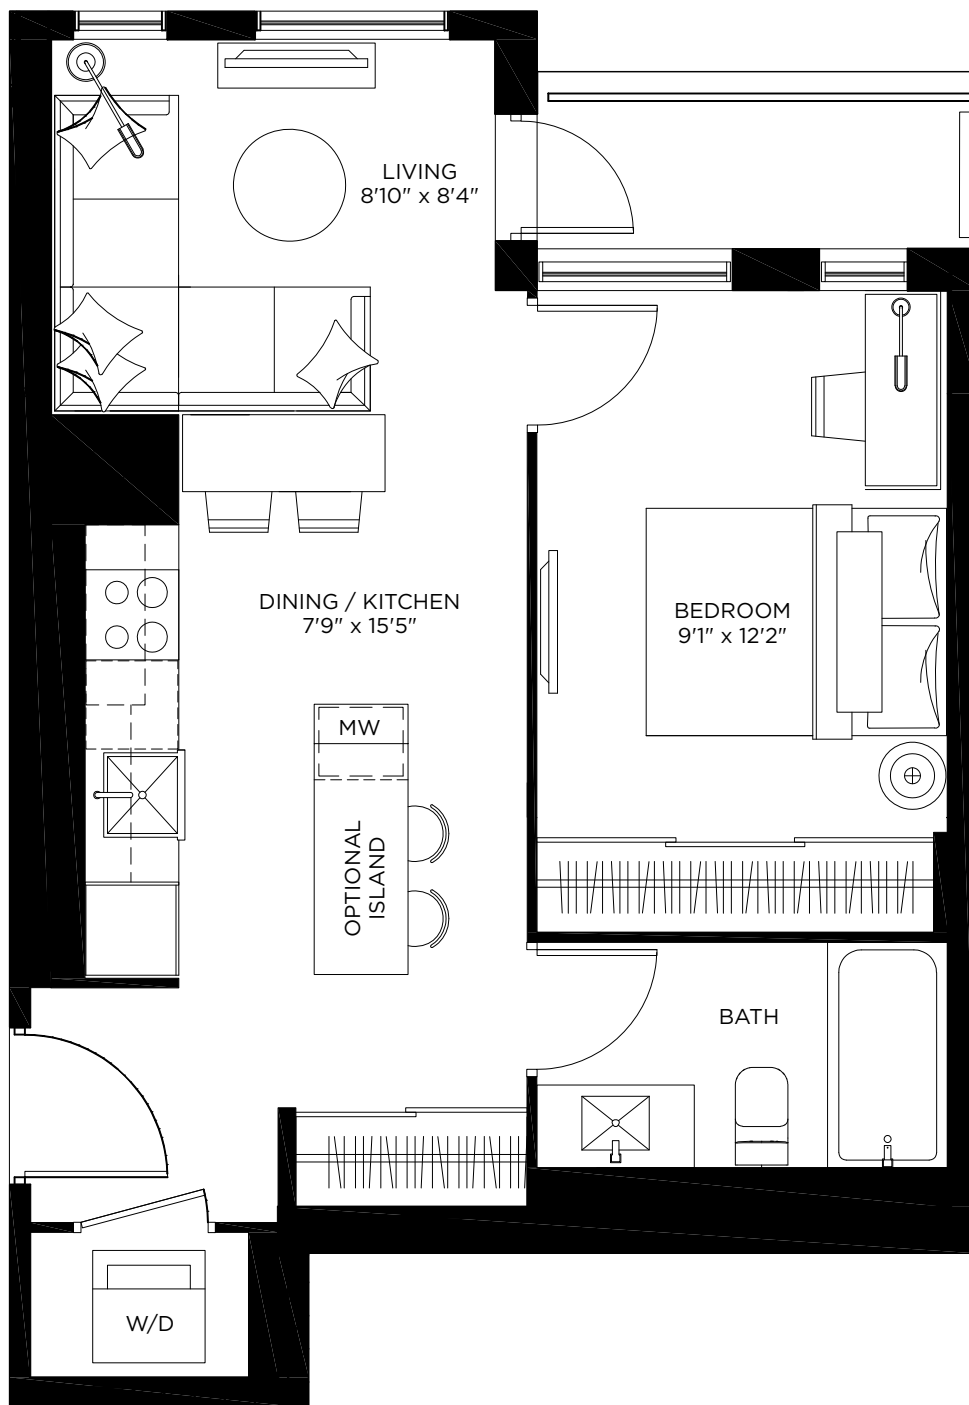 LIVING
8'10" x 8'4"
DINING / KITCHEN
7'9" x 15'5"
BEDROOM
9'1" x 12'2"
MW
OPTIONAL
ISLAND
BATH
W/D